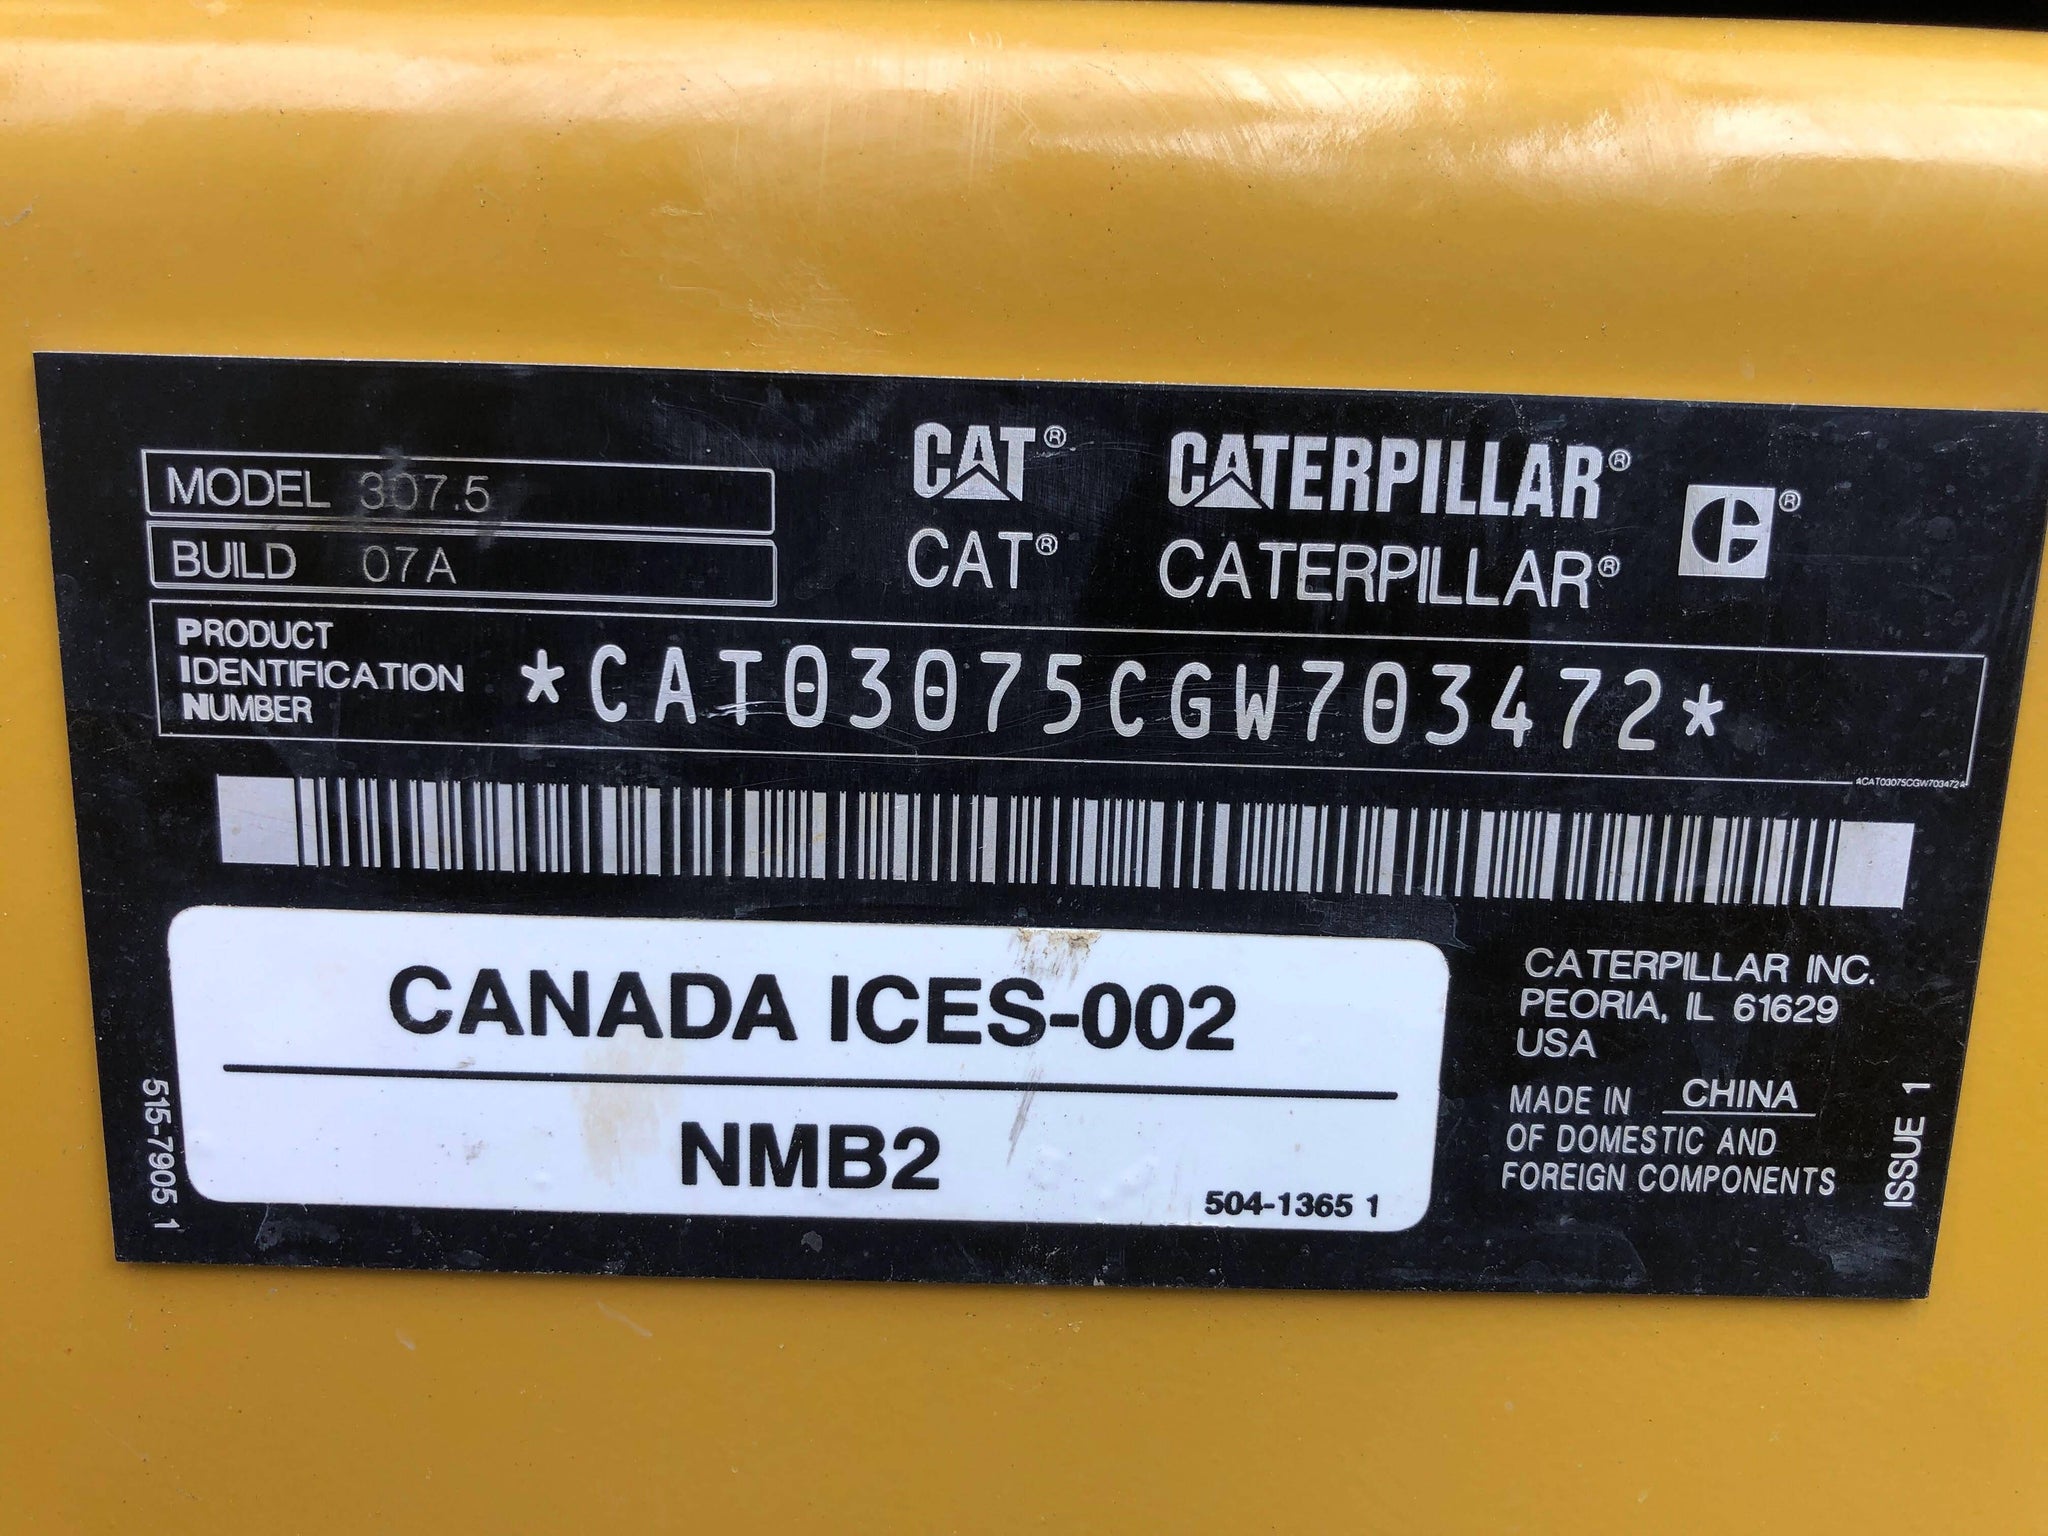 MODEL 307.5
BUILD 07A
CAT® CATERPILLAR® ®
CAT® CATERPILLAR®
PRODUCT
IDENTIFICATION
NUMBER
*CAT03075CGW703472*
*CAT03075CGW703472*
CANADA ICES-002
NMB2
504-1365 1
515-7905 1
CATERPILLAR INC.
PEORIA, IL 61629
USA
MADE IN CHINA
OF DOMESTIC AND
FOREIGN COMPONENTS
ISSUE 1